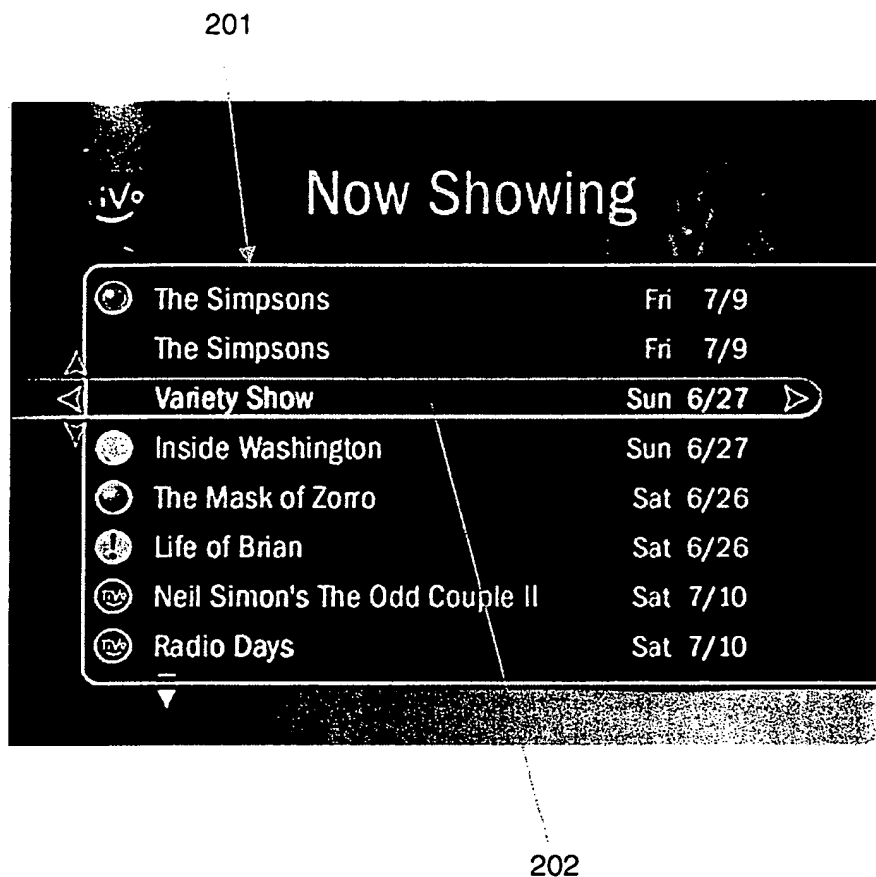 201
iVo
Now Showing
The Simpsons Fri 7/9
The Simpsons Fri 7/9
Variety Show Sun 6/27
Inside Washington Sun 6/27
The Mask of Zorro Sat 6/26
! Life of Brian Sat 6/26
TiVo Neil Simon's The Odd Couple II Sat 7/10
TiVo Radio Days Sat 7/10
202